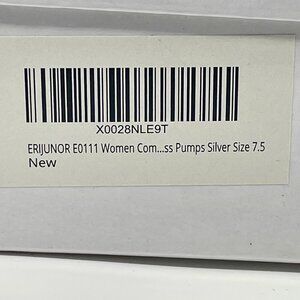 X0028NLE9T
ERIJUNOR E0111 Women Com...ss Pumps Silver Size 7.5
New